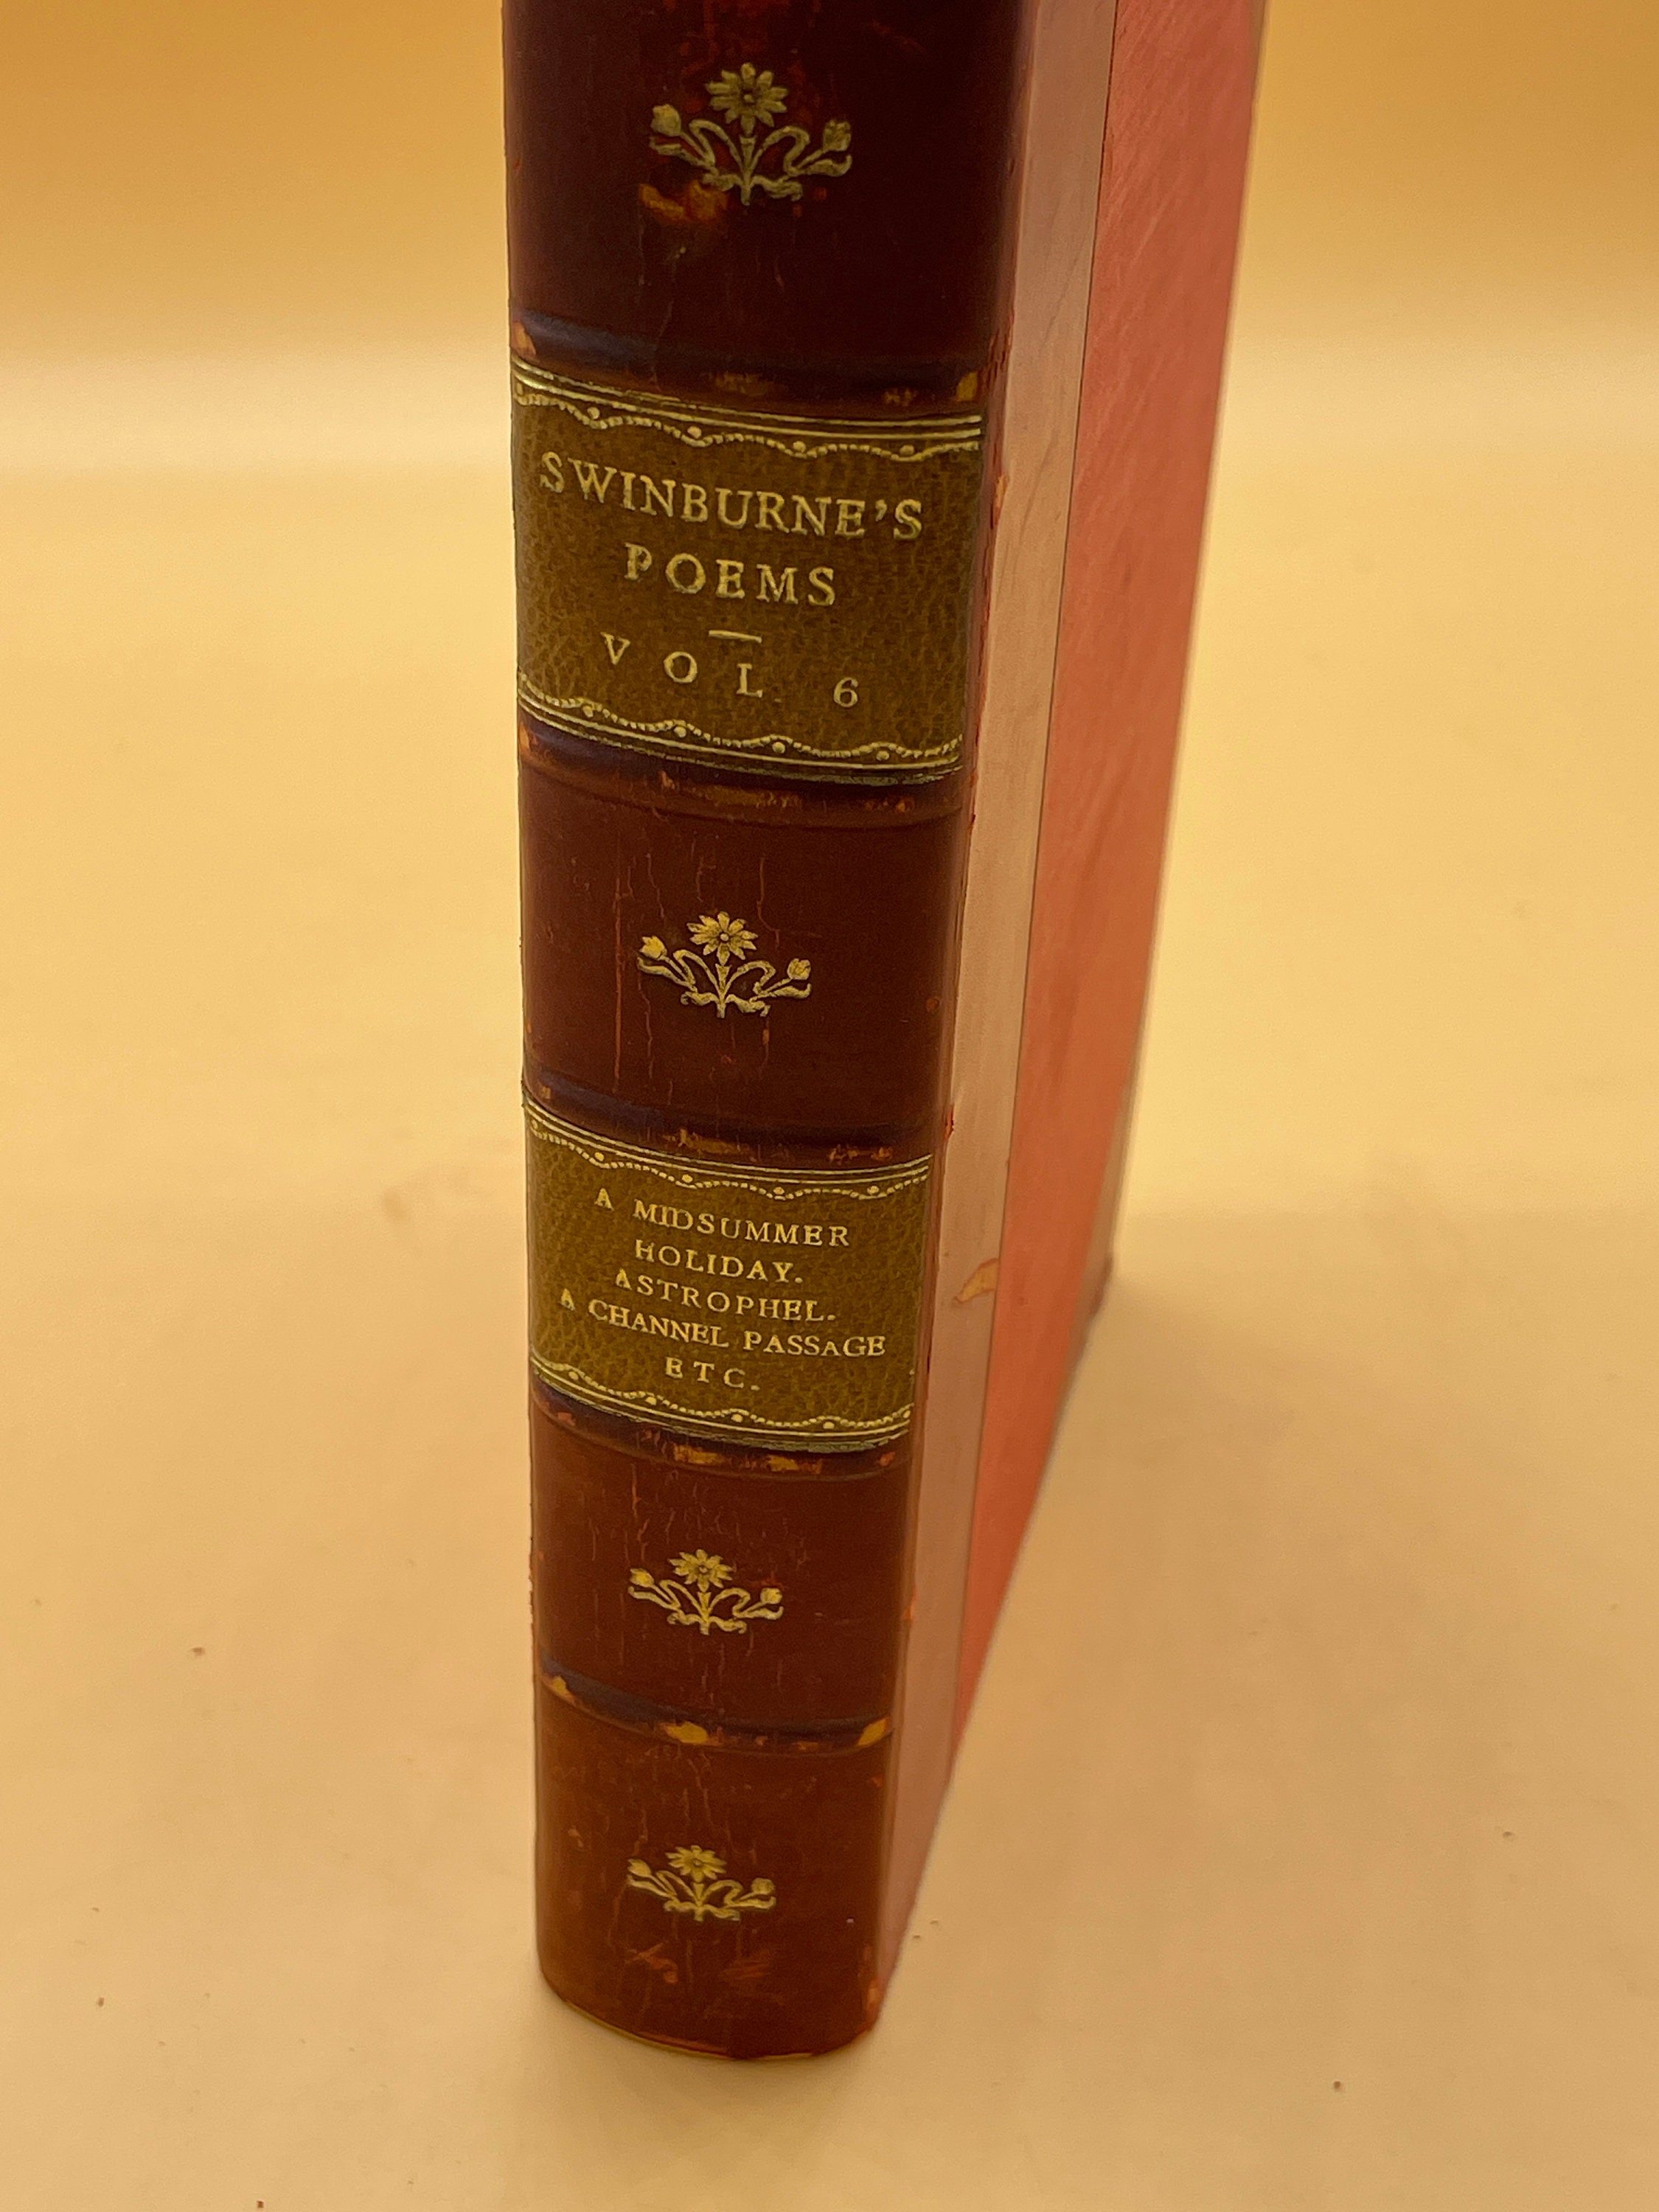 SWINBURNE'S
POEMS
VOL 6
A MIDSUMMER
HOLIDAY.
ASTROPHEL.
A CHANNEL PASSAGE
ETC.